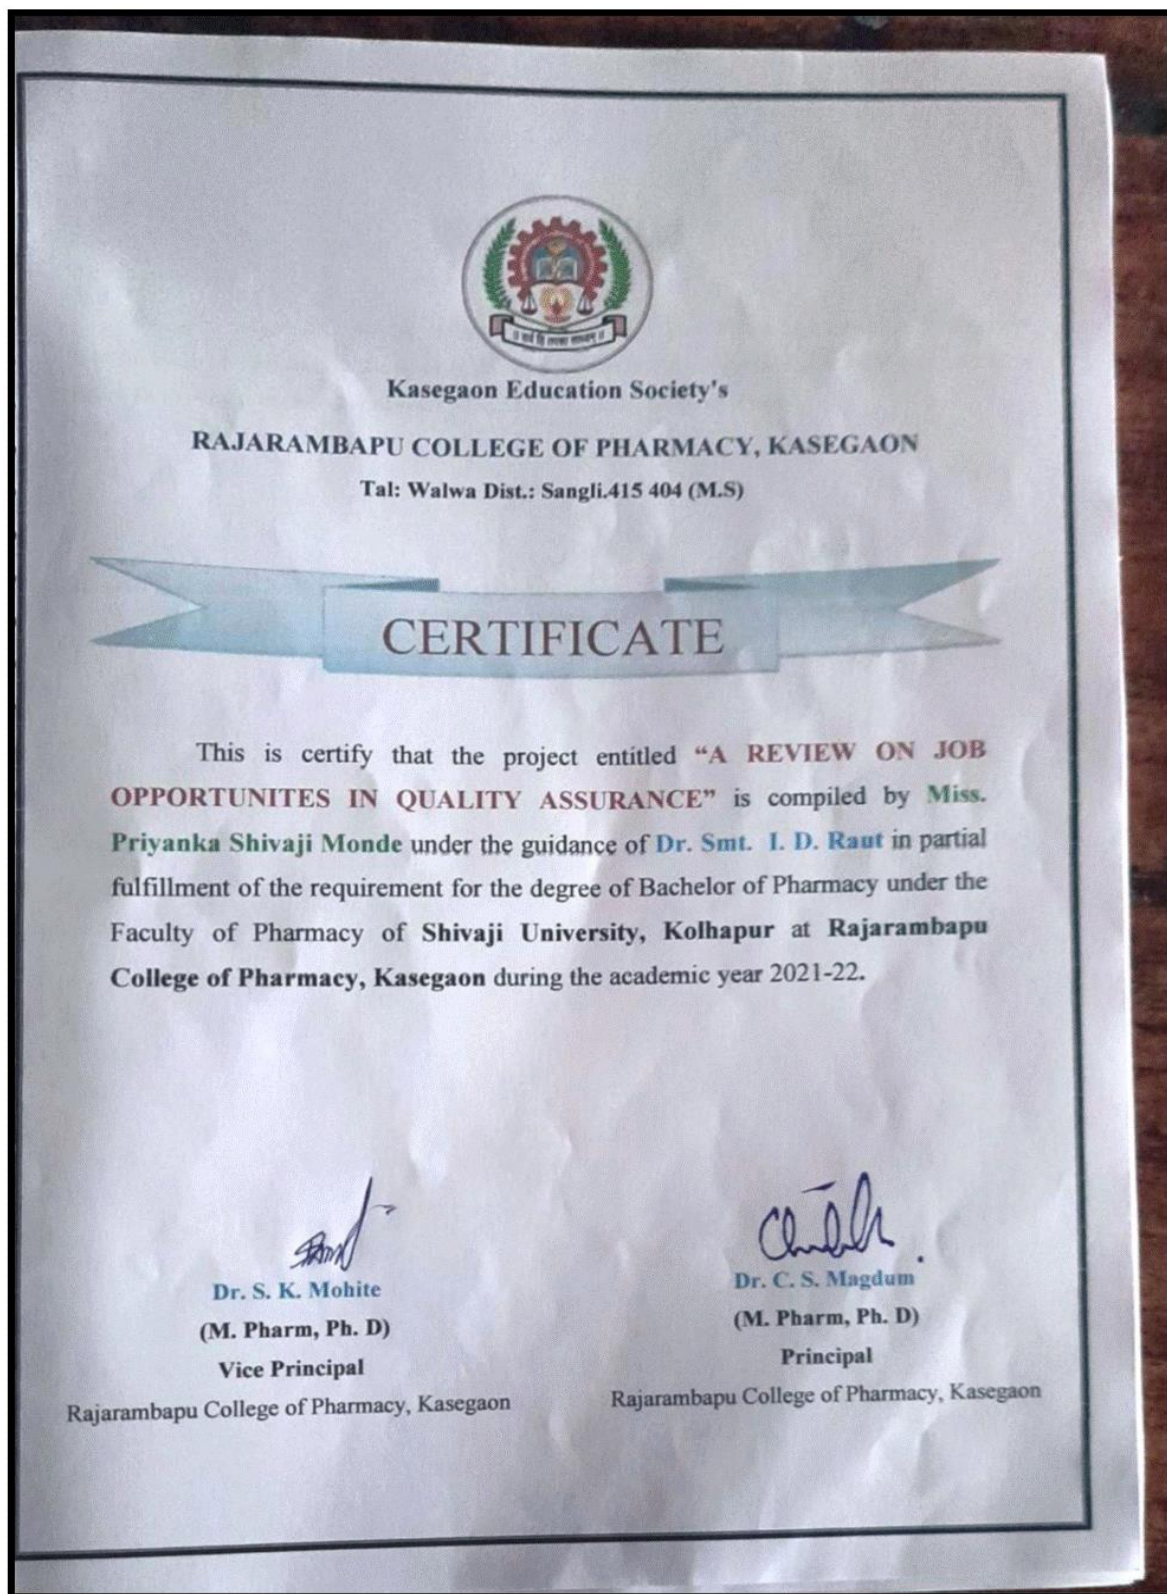 Kasegaon Education Society's
RAJARAMBAPU COLLEGE OF PHARMACY, KASEGAON
Tal: Walwa Dist.: Sangli.415 404 (M.S)
CERTIFICATE
This is certify that the project entitled “A REVIEW ON JOB
OPPORTUNITES IN QUALITY ASSURANCE” is compiled by Miss.
Priyanka Shivaji Monde under the guidance of Dr. Smt. I. D. Raut in partial
fulfillment of the requirement for the degree of Bachelor of Pharmacy under the
Faculty of Pharmacy of Shivaji University, Kolhapur at Rajarambapu
College of Pharmacy, Kasegaon during the academic year 2021-22.
Dr. S. K. Mohite
(M. Pharm, Ph. D)
Vice Principal
Rajarambapu College of Pharmacy, Kasegaon
Dr. C. S. Magdum
(M. Pharm, Ph. D)
Principal
Rajarambapu College of Pharmacy, Kasegaon